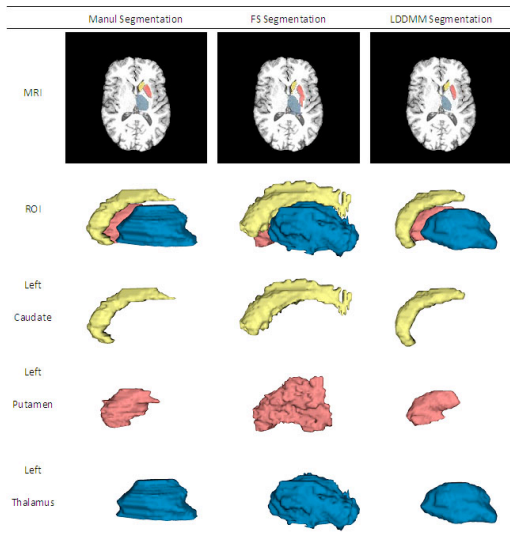 Manul Segmentation FS Segmentation LDDMM Segmentation
MRI
ROI
Left
Caudate
Left
Putamen
Left
Thalamus